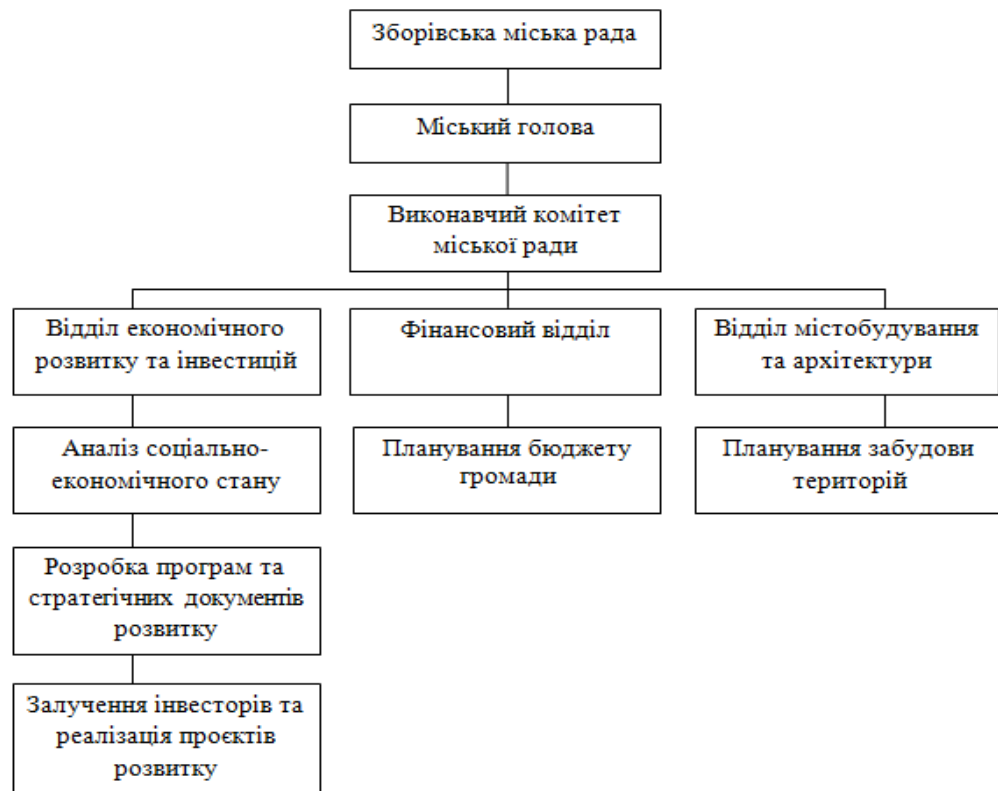 Зборівська міська рада
Міський голова
Виконавчий комітет
міської ради
Відділ економічного
розвитку та інвестицій
Фінансовий відділ
Відділ містобудування
та архітектури
Аналіз соціально-
економічного стану
Планування бюджету
громади
Планування забудови
територій
Розробка програм та
стратегічних документів
розвитку
Залучення інвесторів та
реалізація проєктів
розвитку